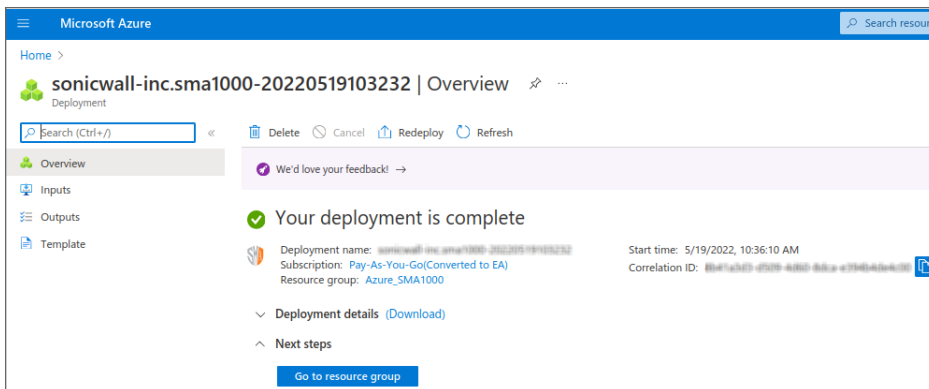 Microsoft Azure
Search resour
Home >
sonicwall-inc.sma1000-20220519103232 | Overview ...
Deployment
Search (Ctrl+/) «
Delete Cancel Redeploy Refresh
Overview
Inputs
Outputs
Template
We'd love your feedback! →
Your deployment is complete
Deployment name:
Subscription: Pay-As-You-Go(Converted to EA)
Resource group: Azure_SMA1000
Start time: 5/19/2022, 10:36:10 AM
Correlation ID:
Deployment details (Download)
Next steps
Go to resource group